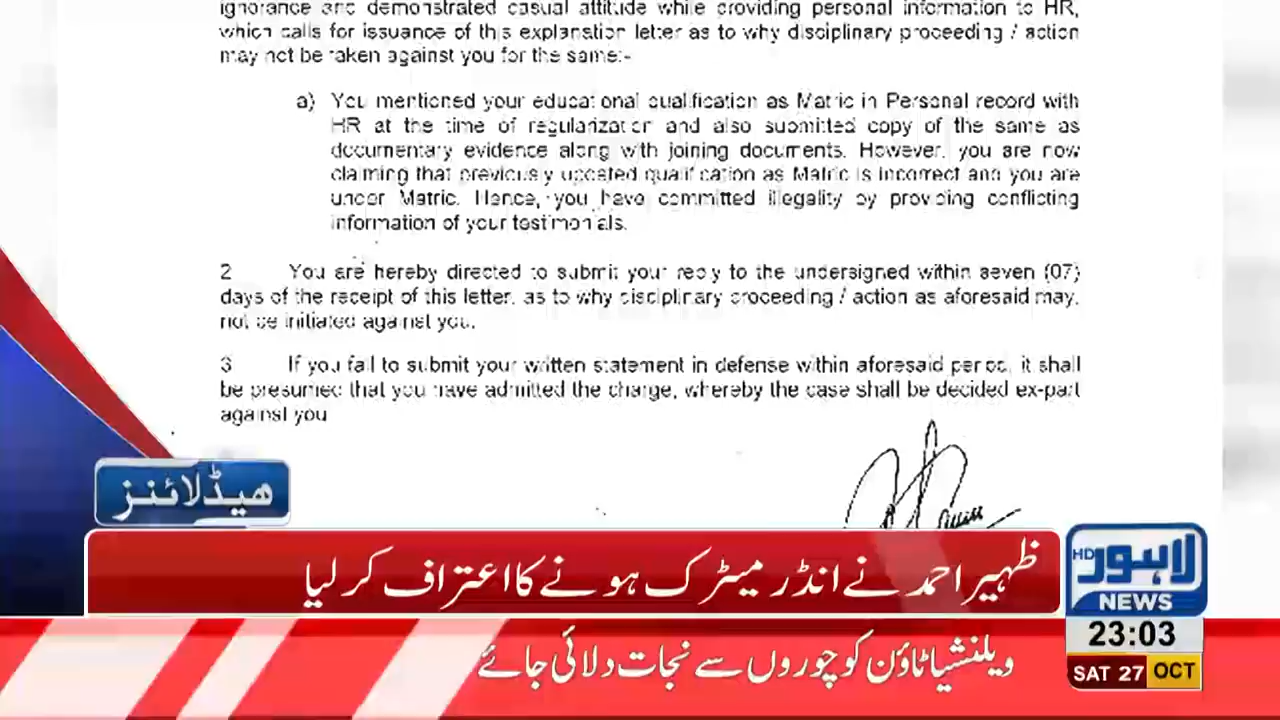 ignorance and demonstrated casual attitude while providing personal information to HR,
which calls for issuance of this explanation letter as to why disciplinary proceeding / action
may not be taken against you for the same:-
a) You mentioned your educational qualification as Matric in Personal record with
HR at the time of regularization and also submitted copy of the same as
documentary evidence along with joining documents. However, you are now
claiming that previously updated qualification as Matric is incorrect and you are
under Matric. Hence, you have committed illegality by providing conflicting
information of your testimonials.
2 You are hereby directed to submit your reply to the undersigned within seven (07)
days of the receipt of this letter, as to why disciplinary proceeding / action as aforesaid may,
not be initiated against you.
3 If you fail to submit your written statement in defense within aforesaid period, it shall
be presumed that you have admitted the charge, whereby the case shall be decided ex-part
against you
ھیڈلائنز
ظہیر احمد نے انڈر میٹرک ہونے کا اعتراف کر لیا
HD لاہور
NEWS
23:03
ویلنشیا ٹاؤن کو چوروں سے نجات دلائی جائے
SAT 27 OCT